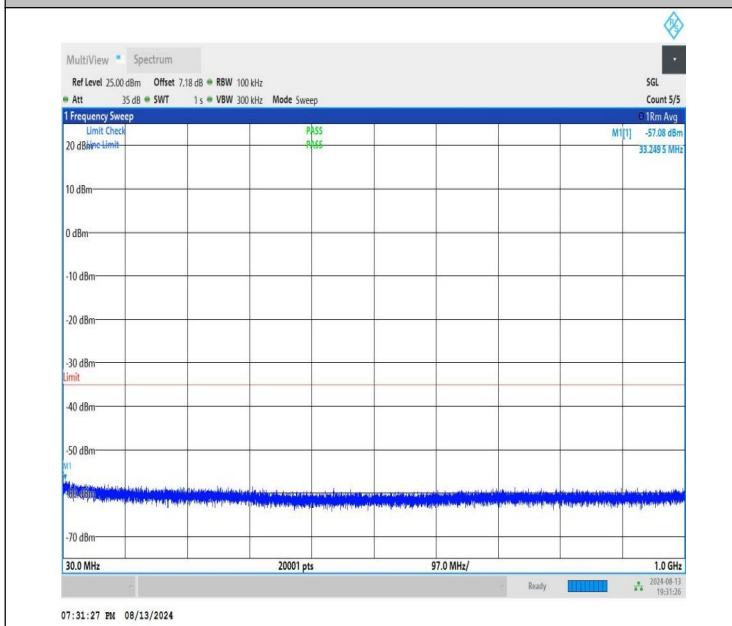 MultiView Spectrum
Ref Level 25.00 dBm Offset 7.18 dB RBW 100 kHz SGL
Att 35 dB SWT 1 s VBW 300 kHz Mode Sweep Count 5/5
1 Frequency Sweep 1Rm Avg
Limit Check PASS M1[1] -57.08 dBm
20 dBm Line Limit PASS 33.249 5 MHz
10 dBm
0 dBm
-10 dBm
-20 dBm
-30 dBm
Limit
-40 dBm
-50 dBm
M1
-70 dBm
30.0 MHz 20001 pts 97.0 MHz/ 1.0 GHz
Ready 2024-08-13
19:31:26
07:31:27 PM 08/13/2024